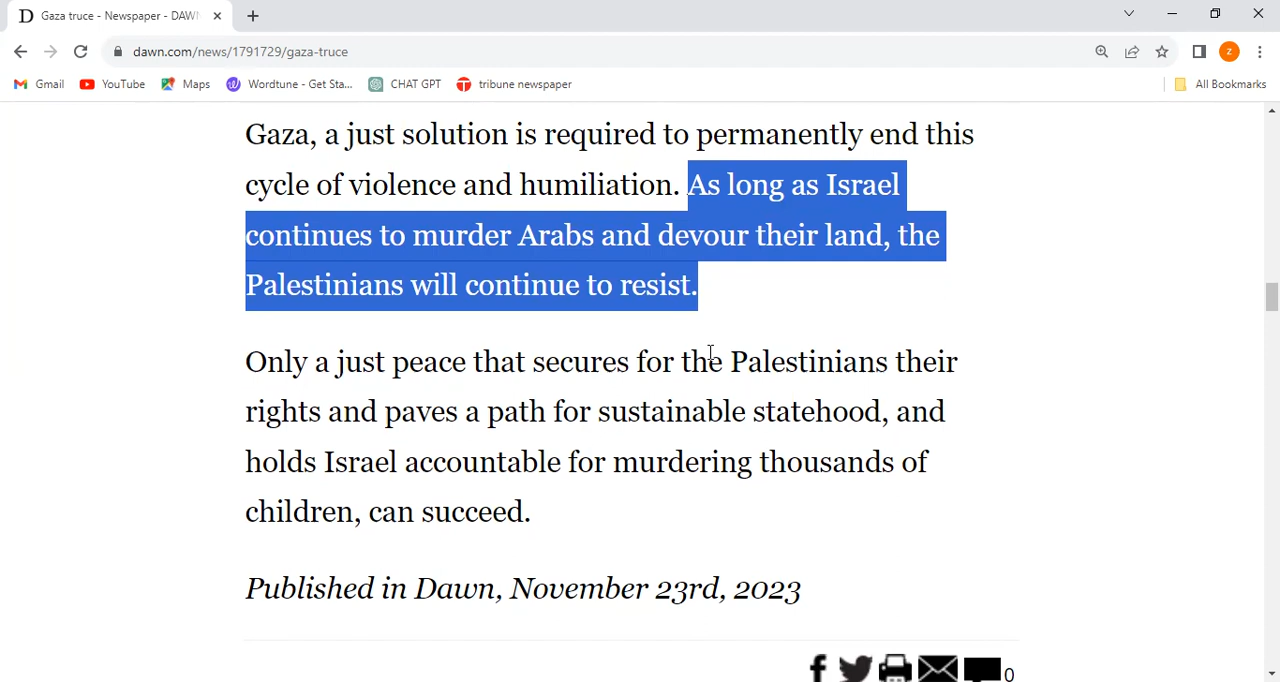 Gaza truce - Newspaper - DAWN
dawn.com/news/1791729/gaza-truce
Z
Gmail YouTube Maps Wordtune - Get Sta... CHAT GPT tribune newspaper All Bookmarks
Gaza, a just solution is required to permanently end this
cycle of violence and humiliation. As long as Israel
continues to murder Arabs and devour their land, the
Palestinians will continue to resist.
Only a just peace that secures for the Palestinians their
rights and paves a path for sustainable statehood, and
holds Israel accountable for murdering thousands of
children, can succeed.
Published in Dawn, November 23rd, 2023
0